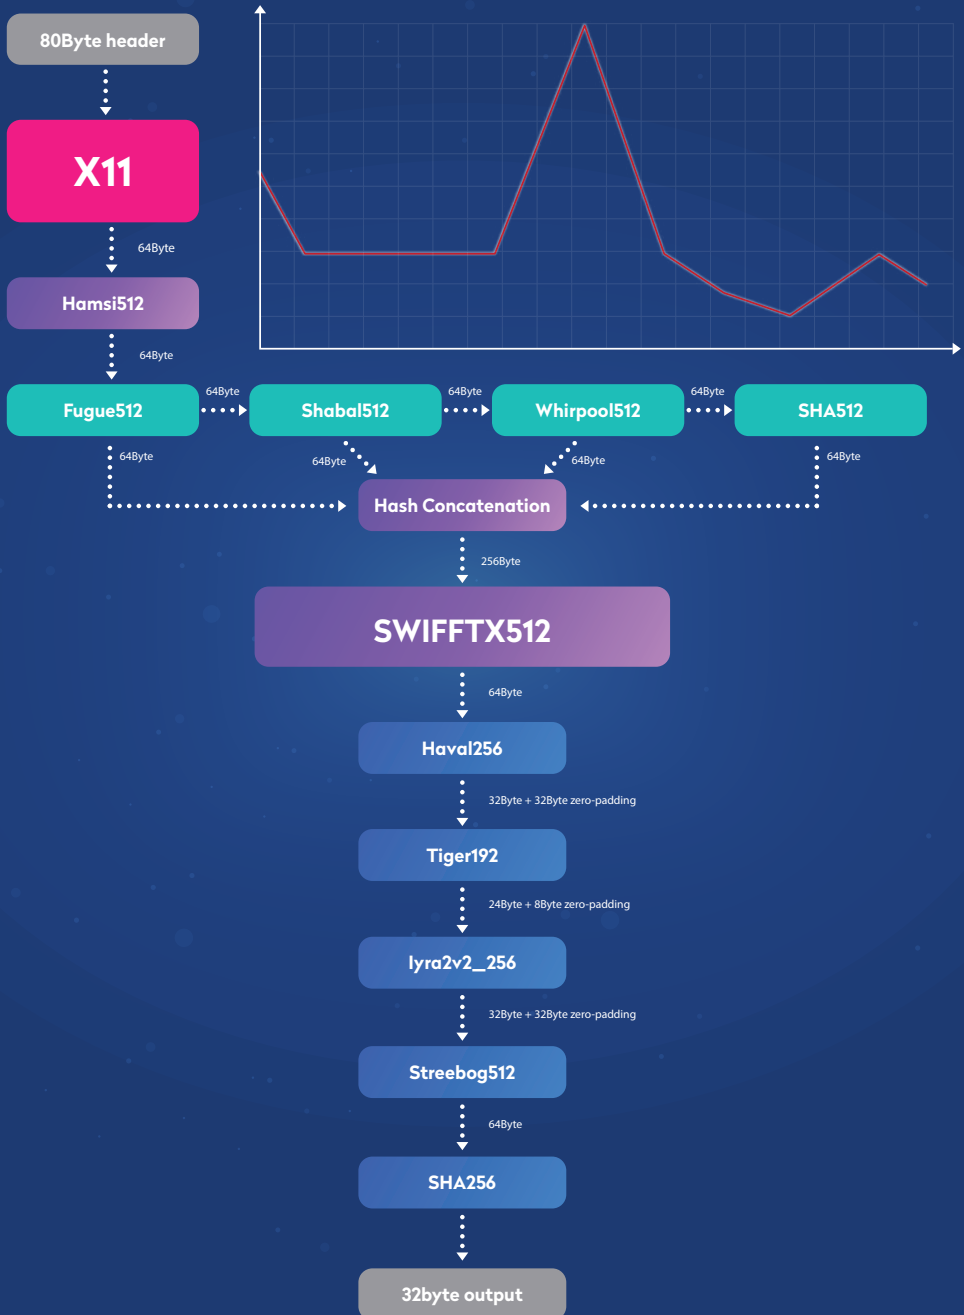 80Byte header
X11
64Byte
Hamsi512
64Byte
Fugue512
64Byte
Shabal512
64Byte
Whirpool512
64Byte
SHA512
64Byte
64Byte
64Byte
64Byte
Hash Concatenation
256Byte
SWIFFTX512
64Byte
Haval256
32Byte + 32Byte zero-padding
Tiger192
24Byte + 8Byte zero-padding
lyra2v2_256
32Byte + 32Byte zero-padding
Streebog512
64Byte
SHA256
32byte output